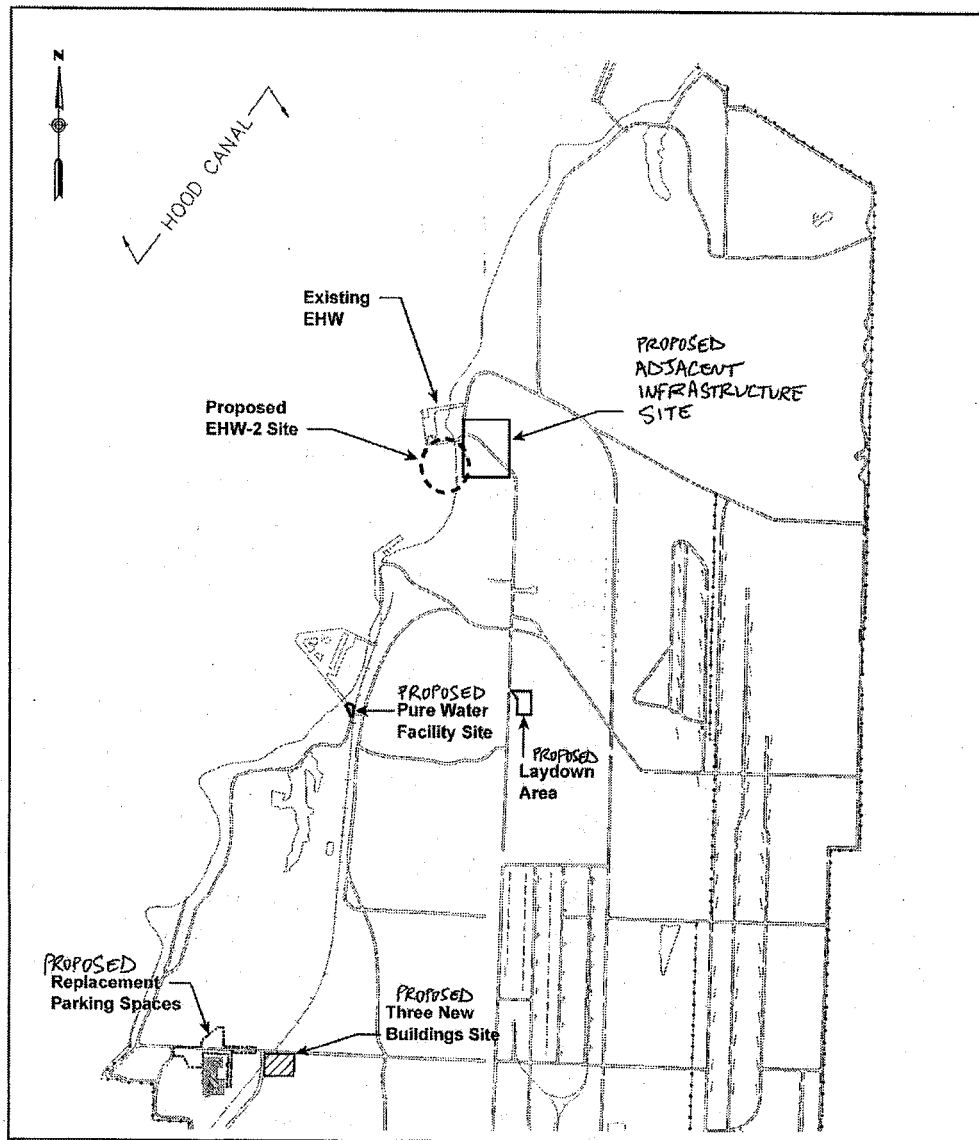 N
HOOD CANAL
Existing
EHW
PROPOSED
ADJACENT
INFRASTRUCTURE
SITE
Proposed
EHW-2 Site
PROPOSED
Pure Water
Facility Site
PROPOSED
Laydown
Area
PROPOSED
Replacement
Parking Spaces
PROPOSED
Three New
Buildings Site